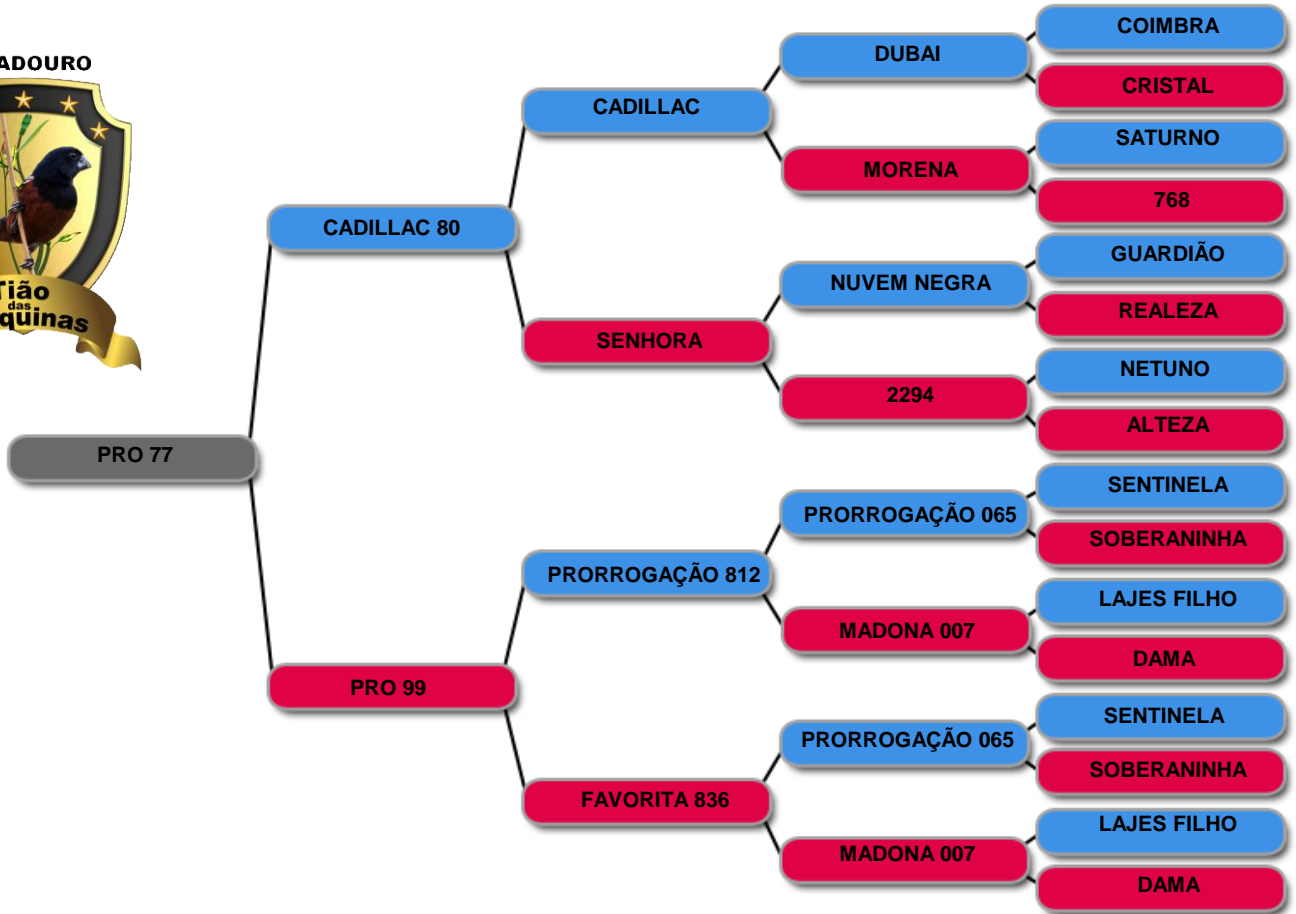 ADOURO
Tião
das
quinas
PRO 77
CADILLAC 80
PRO 99
CADILLAC
SENHORA
PRORROGAÇÃO 812
FAVORITA 836
DUBAI
MORENA
NUVEM NEGRA
2294
PRORROGAÇÃO 065
MADONA 007
PRORROGAÇÃO 065
MADONA 007
COIMBRA
CRISTAL
SATURNO
768
GUARDIÃO
REALEZA
NETUNO
ALTEZA
SENTINELA
SOBERANINHA
LAJES FILHO
DAMA
SENTINELA
SOBERANINHA
LAJES FILHO
DAMA